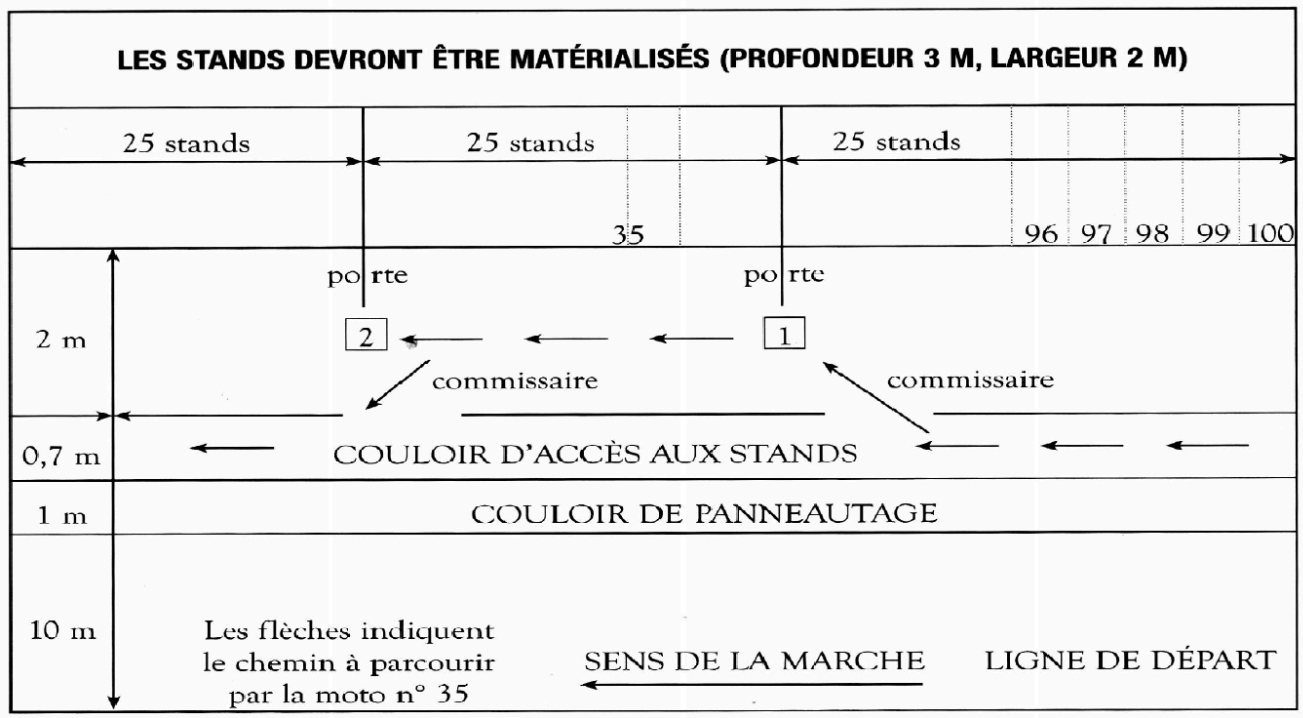 LES STANDS DEVRONT ÊTRE MATÉRIALISÉS (PROFONDEUR 3 M, LARGEUR 2 M)
25 stands 25 stands 25 stands
35 96 97 98 99 100
porte porte
2 m 2 1
commissaire commissaire
0,7 m COULOIR D'ACCÈS AUX STANDS
1 m COULOIR DE PANNEAUTAGE
10 m Les flèches indiquent
le chemin à parcourir SENS DE LA MARCHE LIGNE DE DÉPART
par la moto n° 35